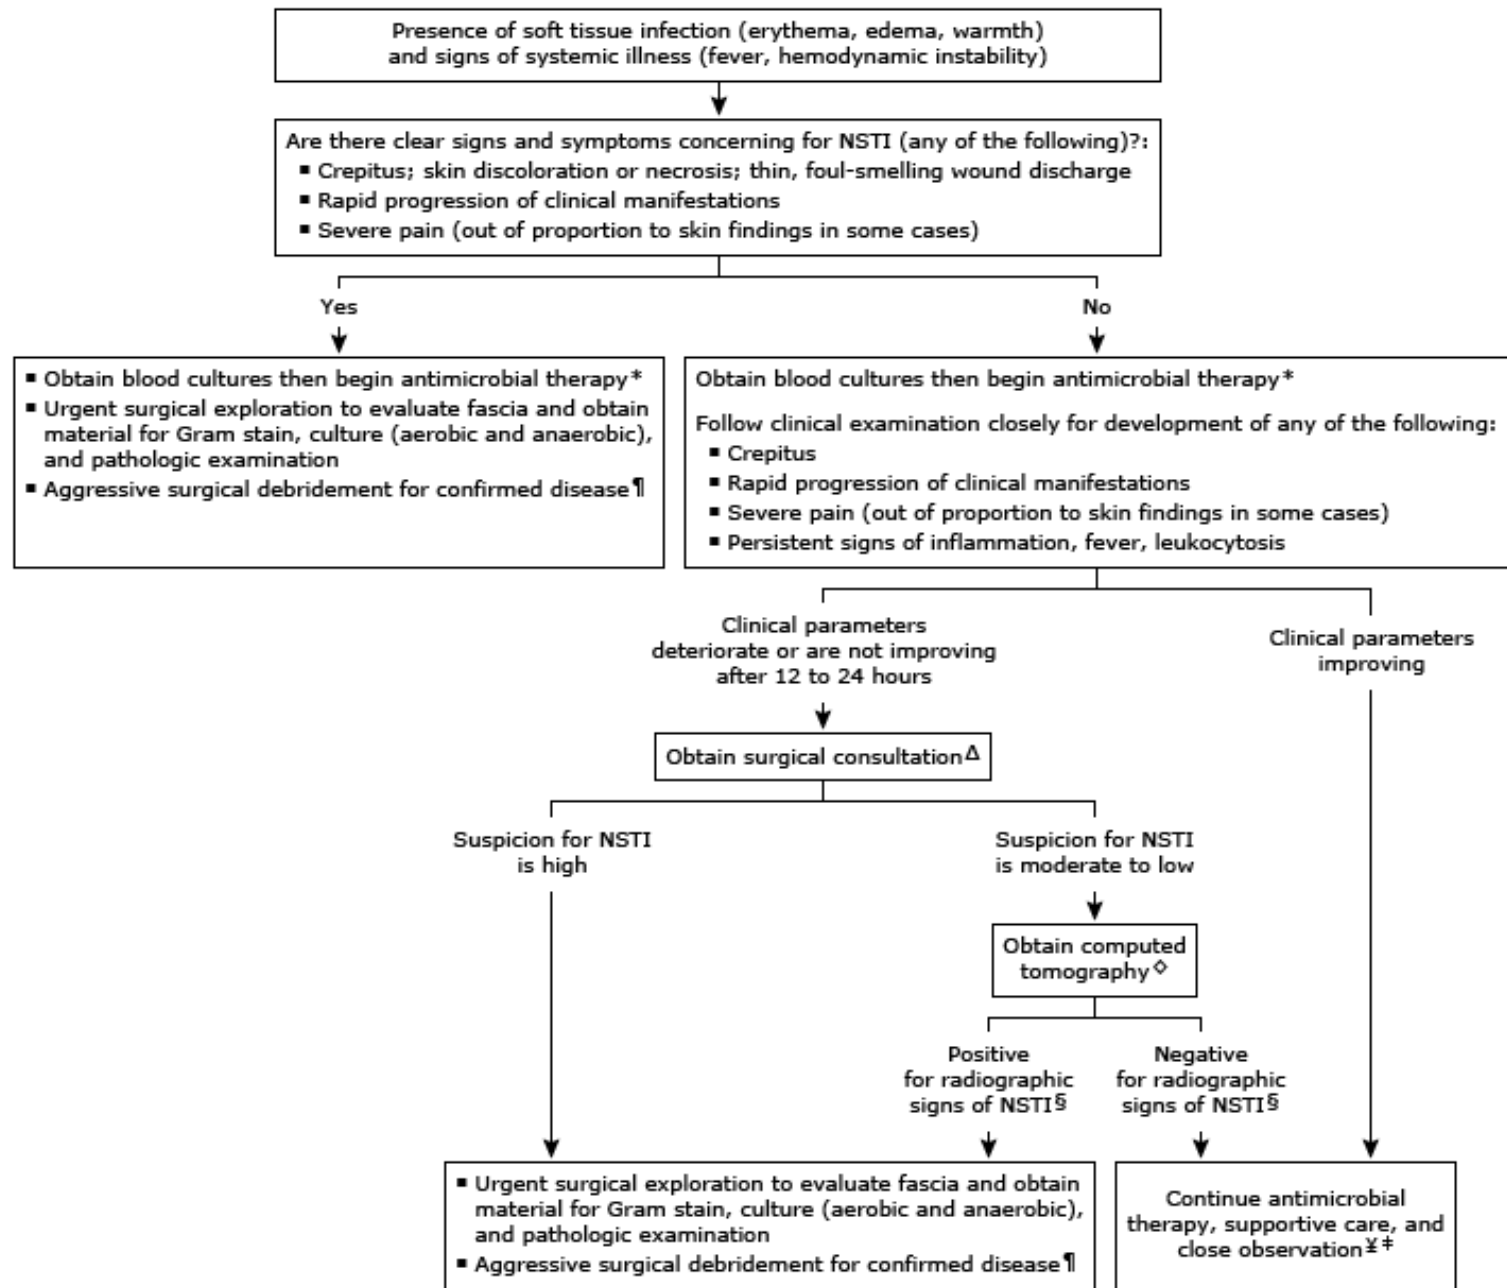 Presence of soft tissue infection (erythema, edema, warmth)
and signs of systemic illness (fever, hemodynamic instability)
Are there clear signs and symptoms concerning for NSTI (any of the following)?:
▪ Crepitus; skin discoloration or necrosis; thin, foul-smelling wound discharge
▪ Rapid progression of clinical manifestations
▪ Severe pain (out of proportion to skin findings in some cases)
Yes
No
▪ Obtain blood cultures then begin antimicrobial therapy*
▪ Urgent surgical exploration to evaluate fascia and obtain
material for Gram stain, culture (aerobic and anaerobic),
and pathologic examination
▪ Aggressive surgical debridement for confirmed disease¶
Obtain blood cultures then begin antimicrobial therapy*
Follow clinical examination closely for development of any of the following:
▪ Crepitus
▪ Rapid progression of clinical manifestations
▪ Severe pain (out of proportion to skin findings in some cases)
▪ Persistent signs of inflammation, fever, leukocytosis
Clinical parameters
deteriorate or are not improving
after 12 to 24 hours
Clinical parameters
improving
Obtain surgical consultationΔ
Suspicion for NSTI
is high
Suspicion for NSTI
is moderate to low
Obtain computed
tomography◇
Positive
for radiographic
signs of NSTI§
Negative
for radiographic
signs of NSTI§
▪ Urgent surgical exploration to evaluate fascia and obtain
material for Gram stain, culture (aerobic and anaerobic),
and pathologic examination
▪ Aggressive surgical debridement for confirmed disease¶
Continue antimicrobial
therapy, supportive care, and
close observation¥‡